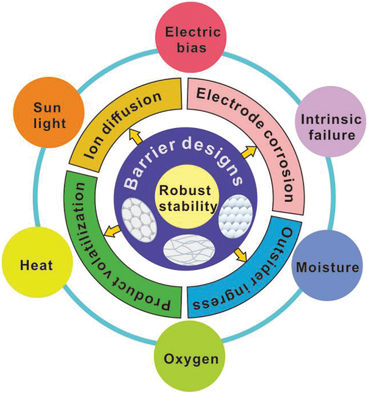 Electric
bias
Sun
light
Intrinsic
failure
Ion diffusion
Electrode corrosion
Barrier designs
Robust
stability
Product volatilization
Outsider ingress
Heat
Moisture
Oxygen